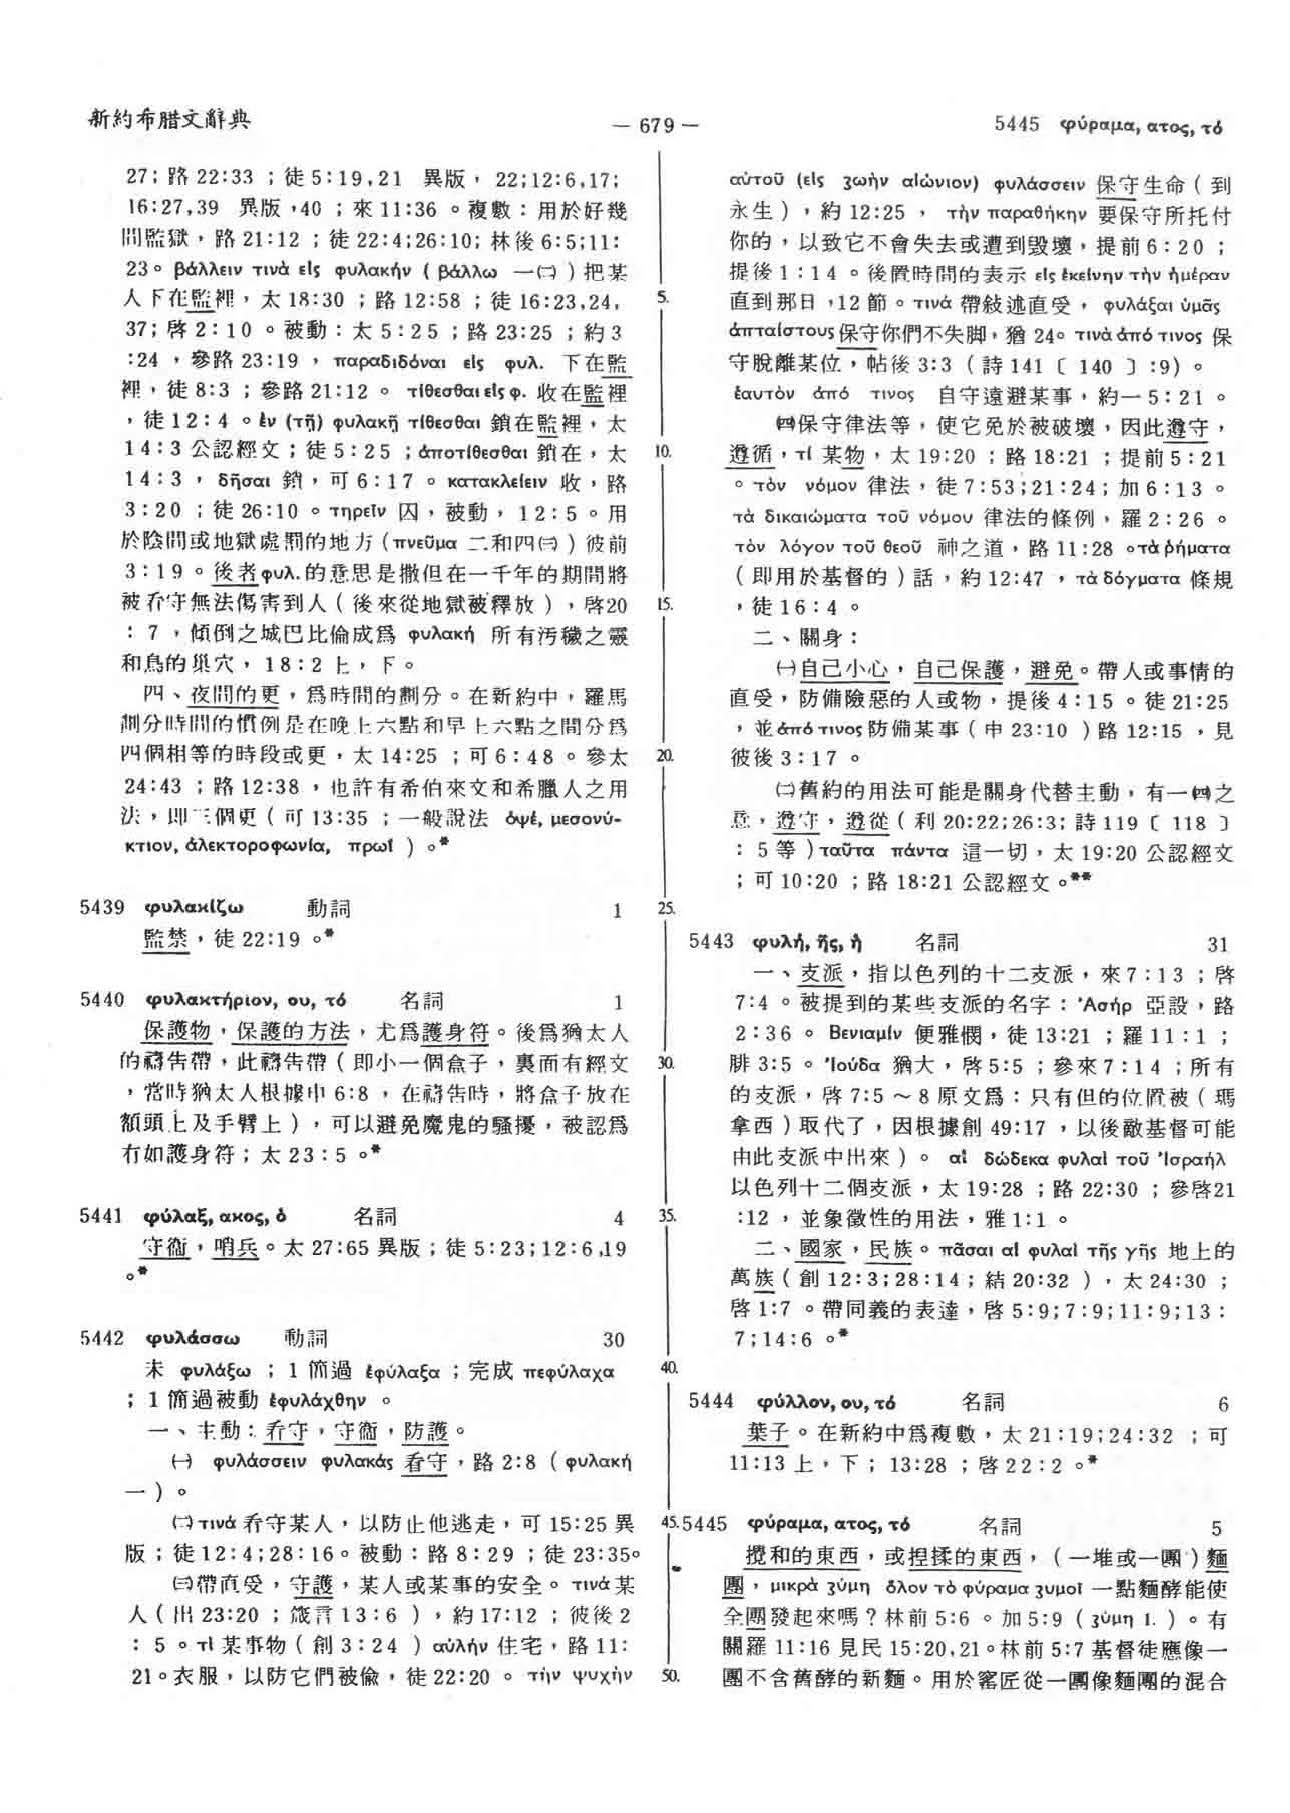 新約希腊文辭典
— 679 —
5445 φύραμα, ατος, τό
27; 路 22:33 ; 徒 5:19,21 異版, 22;12:6,17;
16:27,39 異版,40 ; 來 11:36 。複數:用於好幾
間監獄,路 21:12 ; 徒 22:4;26:10; 林後 6:5;11:
23。 βάλλειν τινὰ εἰς φυλακήν ( βάλλω 一㈡ ) 把某
人下在監裡,太 18:30 ; 路 12:58 ; 徒 16:23,24,
37; 啓 2:10 。被動:太 5:25 ; 路 23:25 ; 約 3
:24 , 參路 23:19 , παραδιδόναι εἰς φυλ. 下在監
裡,徒 8:3 ; 參路 21:12 。 τίθεσθαι εἰς φ. 收在監裡
,徒 12:4 。ἐν (τῇ) φυλακῇ τίθεσθαι 鎖在監裡,太
14:3 公認經文;徒 5:25 ; ἀποτίθεσθαι 鎖在,太
14:3 , δῆσαι 鎖,可 6:17 。 κατακλείειν 收,路
3:20 ; 徒 26:10 。τηρεῖν 囚,被動, 12:5 。用
於陰間或地獄處罰的地方 (πνεῦμα 二和四㈢ ) 彼前
3:19 。後者φυλ.的意思是撒但在一千年的期間將
被看守無法傷害到人(後來從地獄被釋放),啓20
:7 ,傾倒之城巴比倫成爲 φυλακή 所有汚穢之靈
和鳥的巢穴, 18:2 上,下。
四、夜間的更,爲時間的劃分。在新約中,羅馬
劃分時間的慣例是在晚上六點和早上六點之間分爲
四個相等的時段或更,太 14:25 ; 可 6:48 。參太
24:43 ; 路 12:38 ,也許有希伯來文和希臘人之用
法,即三個更(可 13:35 ;一般說法 ὀψέ, μεσονύ-
κτιον, ἀλεκτοροφωνία, πρωΐ ) 。*
5439 φυλακίζω 動詞 1
監禁,徒 22:19 。*
5440 φυλακτήριον, ου, τό 名詞 1
保護物,保護的方法,尤爲護身符。後爲猶太人
的禱告帶,此禱告帶(即小一個盒子,裏面有經文
,當時猶太人根據申 6:8 ,在禱告時,將盒子放在
額頭上及手臂上),可以避免魔鬼的騷擾,被認爲
有如護身符;太 23:5 。*
5441 φύλαξ, ακος, ὁ 名詞 4
守衞,哨兵。太 27:65 異版;徒 5:23;12:6,19
。*
5442 φυλάσσω 動詞 30
未 φυλάξω ; 1 簡過 ἐφύλαξα ; 完成 πεφύλαχα
; 1 簡過被動 ἐφυλάχθην 。
一、主動:看守,守衞,防護。
㈠ φυλάσσειν φυλακάς 看守,路 2:8 ( φυλακή
一 ) 。
㈡ τινά 看守某人,以防止他逃走,可 15:25 異
版;徒 12:4;28:16。被動:路 8:29 ; 徒 23:35。
㈢帶直受,守護,某人或某事的安全。 τινά 某
人(出 23:20 ; 箴言 13:6 ),約 17:12 ; 彼後 2
:5 。τὶ 某事物(創 3:24 ) αὐλήν 住宅,路 11:
21。衣服,以防它們被偷,徒 22:20 。 τὴν ψυχὴν
5.
10.
15.
20.
25.
30.
35.
40.
45.
50.
αὐτοῦ (εἰς ζωὴν αἰώνιον) φυλάσσειν 保守生命(到
永生),約 12:25 , τὴν παραθήκην 要保守所托付
你的,以致它不會失去或遭到毀壞,提前 6:20 ;
提後 1:14 。後置時間的表示 εἰς ἐκείνην τὴν ἡμέραν
直到那日,12 節。τινά 帶敍述直受, φυλάξαι ὑμᾶς
ἀπταίστους 保守你們不失脚,猶 24。 τινὰ ἀπό τινος 保
守脫離某位,帖後 3:3 (詩 141 〔 140 〕 :9) 。
ἑαυτὸν ἀπό τινος 自守遠避某事,約一 5:21 。
㈣保守律法等,使它免於被破壞,因此遵守,
遵循,τί 某物,太 19:20 ; 路 18:21 ; 提前 5:21
。τὸν νόμον 律法,徒 7:53;21:24; 加 6:13 。
τὰ δικαιώματα τοῦ νόμου 律法的條例,羅 2:26 。
τὸν λόγον τοῦ θεοῦ 神之道,路 11:28 。τὰ ῥήματα
(即用於基督的)話,約 12:47 ,τὰ δόγματα 條規
,徒 16:4 。
二、關身:
㈠自己小心,自己保護,避免。帶人或事情的
直受,防備險惡的人或物,提後 4:15 。徒 21:25
,並 ἀπό τινος 防備某事(申 23:10 )路 12:15 ,見
彼後 3:17 。
㈡舊約的用法可能是關身代替主動,有一㈣之
意,遵守,遵從(利 20:22;26:3; 詩 119 〔 118 〕
:5 等)ταῦτα πάντα 這一切,太 19:20 公認經文
;可 10:20 ; 路 18:21 公認經文。**
5443 φυλή, ῆς, ἡ 名詞 31
一、支派,指以色列的十二支派,來 7:13 ; 啓
7:4 。被提到的某些支派的名字:Ἀσήρ 亞設,路
2:36 。 Βενιαμίν 便雅憫,徒 13:21 ; 羅 11:1 ;
腓 3:5 。Ἰούδα 猶大,啓 5:5 ; 參來 7:14 ;所有
的支派,啓 7:5 ~ 8 原文爲:只有但的位置被(瑪
拿西)取代了,因根據創 49:17 ,以後敵基督可能
由此支派中出來)。 αἱ δώδεκα φυλαὶ τοῦ Ἰσραήλ
以色列十二個支派,太 19:28 ; 路 22:30 ; 參啓21
:12 ,並象徵性的用法,雅 1:1 。
二、國家,民族。πᾶσαι αἱ φυλαὶ τῆς γῆς 地上的
萬族(創 12:3;28:14; 結 20:32 ),太 24:30 ;
啓 1:7 。帶同義的表達,啓 5:9;7:9;11:9;13:
7;14:6 。*
5444 φύλλον, ου, τό 名詞 6
葉子。在新約中爲複數,太 21:19;24:32 ; 可
11:13 上,下; 13:28 ; 啓 22:2 。*
5445 φύραμα, ατος, τό 名詞 5
攪和的東西,或捏揉的東西,(一堆或一團)麵
團, μικρὰ ζύμη ὅλον τὸ φύραμα ζυμοῖ 一點麵酵能使
全團發起來嗎?林前 5:6 。加 5:9 ( ζύμη 1. )。有
關羅 11:16 見民 15:20,21。林前 5:7 基督徒應像一
團不含舊酵的新麵。用於窰匠從一團像麵團的混合